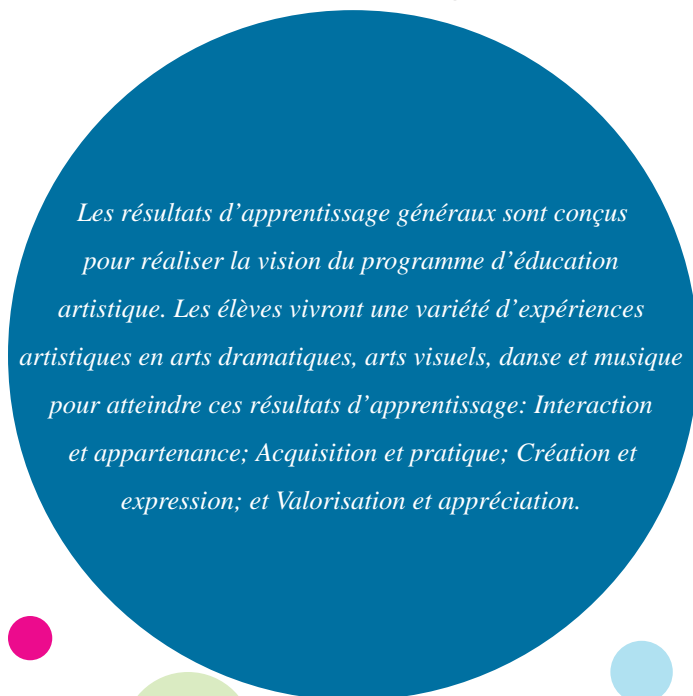 Les résultats d’apprentissage généraux sont conçus
pour réaliser la vision du programme d’éducation
artistique. Les élèves vivront une variété d’expériences
artistiques en arts dramatiques, arts visuels, danse et musique
pour atteindre ces résultats d’apprentissage: Interaction
et appartenance; Acquisition et pratique; Création et
expression; et Valorisation et appréciation.